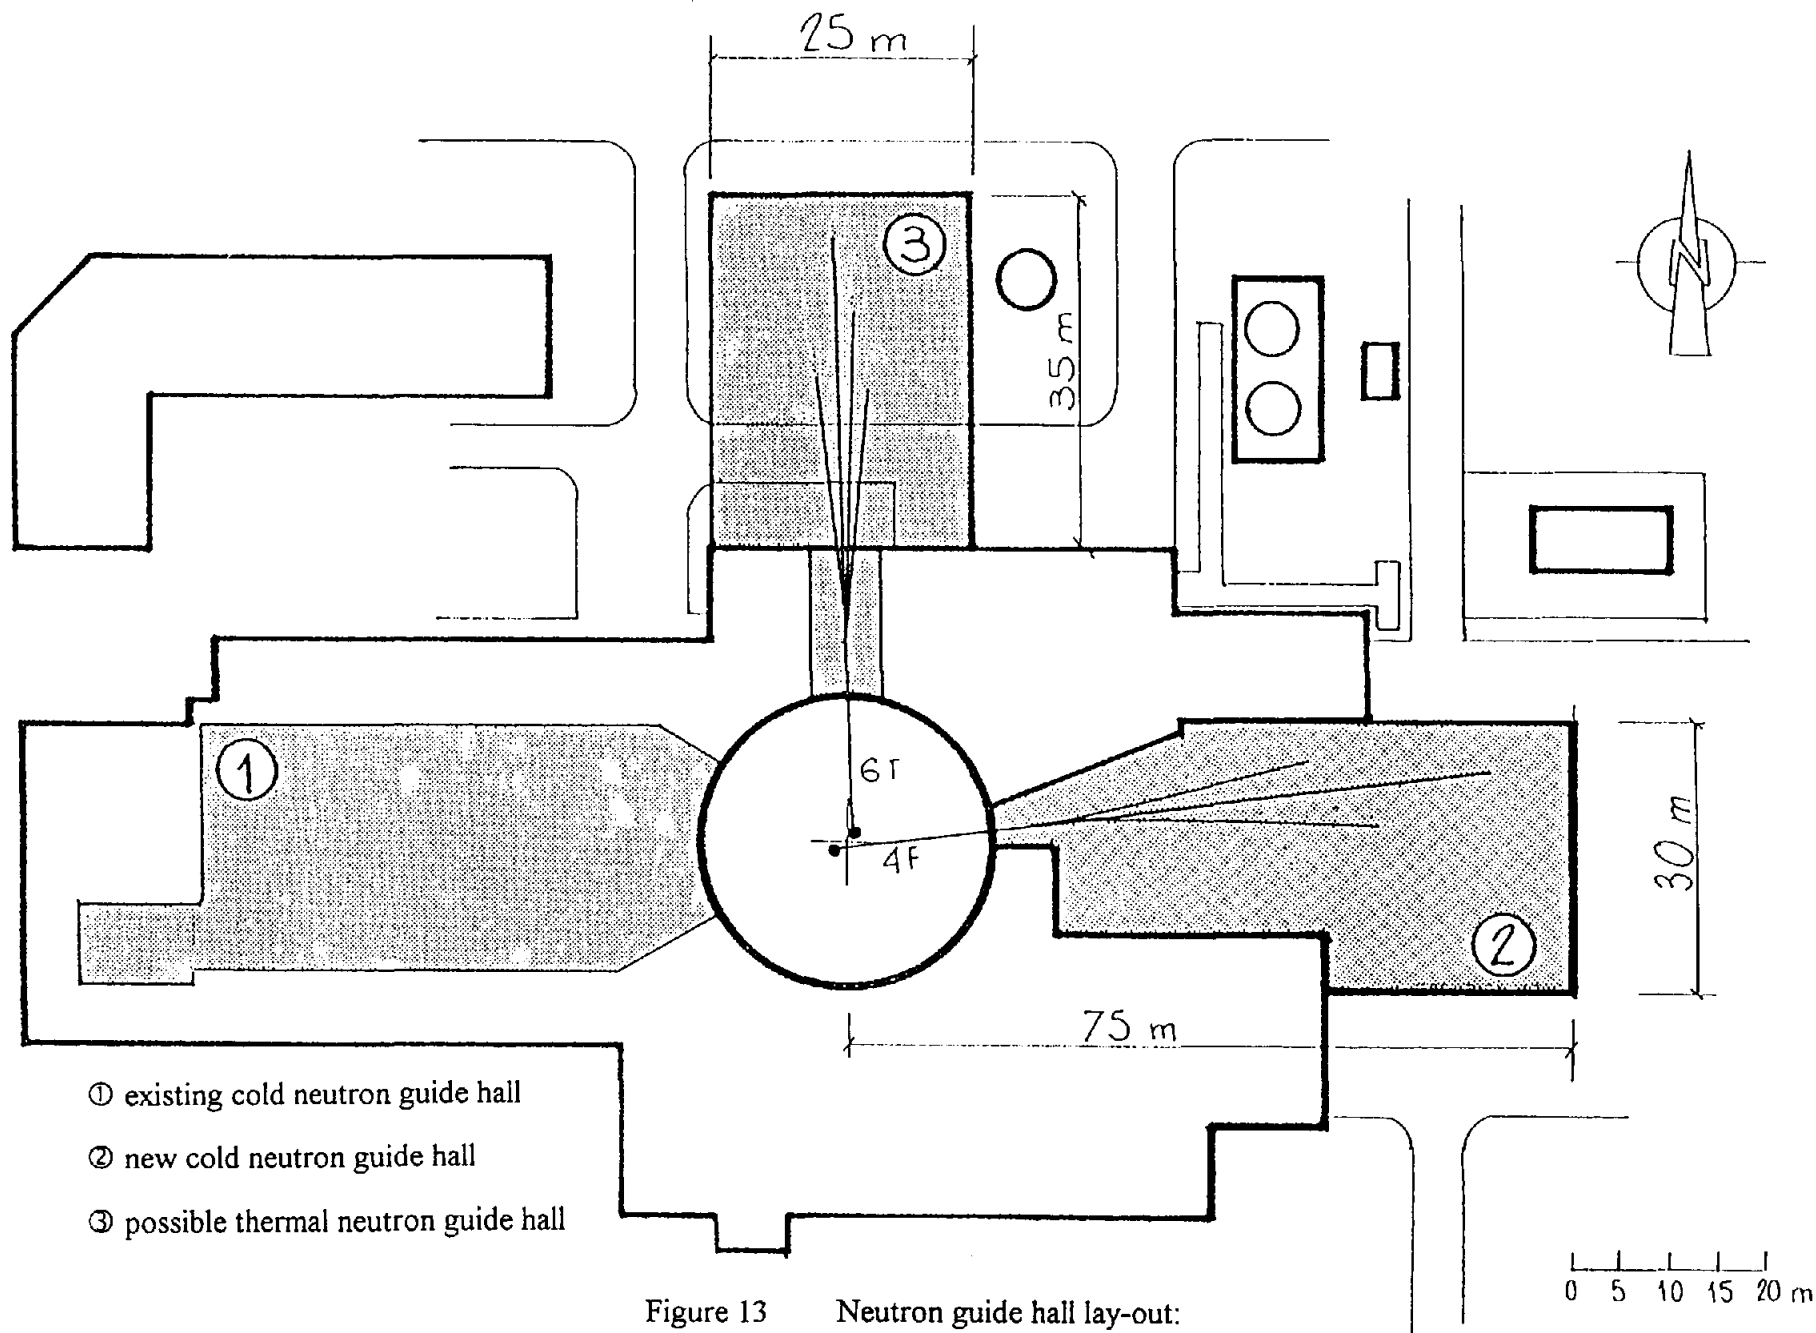 25 m
3
N
35 m
1
6T
4F
30 m
2
75 m
① existing cold neutron guide hall
② new cold neutron guide hall
③ possible thermal neutron guide hall
0 5 10 15 20 m
Figure 13 Neutron guide hall lay-out: